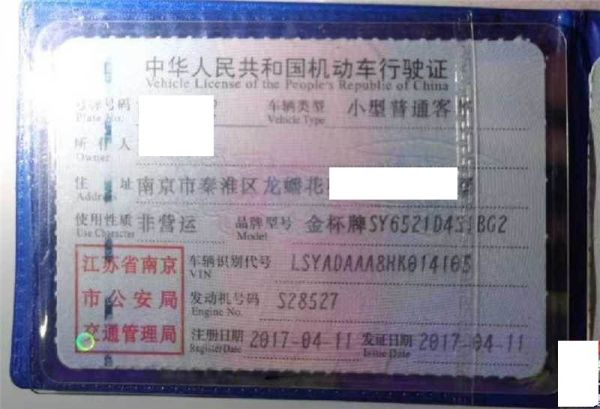 中华人民共和国机动车行驶证
Vehicle License of the People's Republic of China
号牌号码 车辆类型 小型普通客车
Plate No. Vehicle Type
所有人
Owner
住 址 南京市秦淮区龙蟠花
Address
使用性质 非营运 品牌型号 金杯牌SY6521D4S1BG2
Use Character Model
江苏省南京市公安局交通管理局
车辆识别代号 LSYADAAA8HK014105
VIN
发动机号码 S28527
Engine No.
注册日期 2017-04-11 发证日期 2017-04-11
Register Date Issue Date